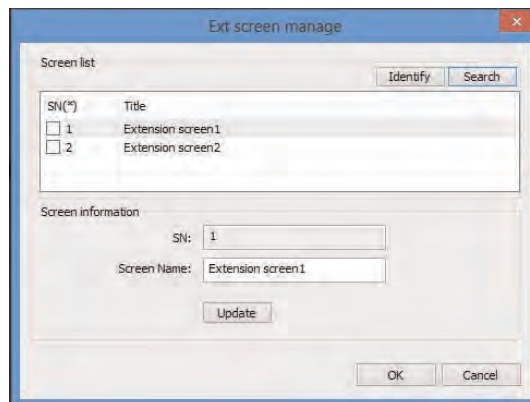 Ext screen manage
Screen list
Identify Search
SN(*) Title
1 Extension screen1
2 Extension screen2
Screen information
SN: 1
Screen Name: Extension screen1
Update
OK Cancel